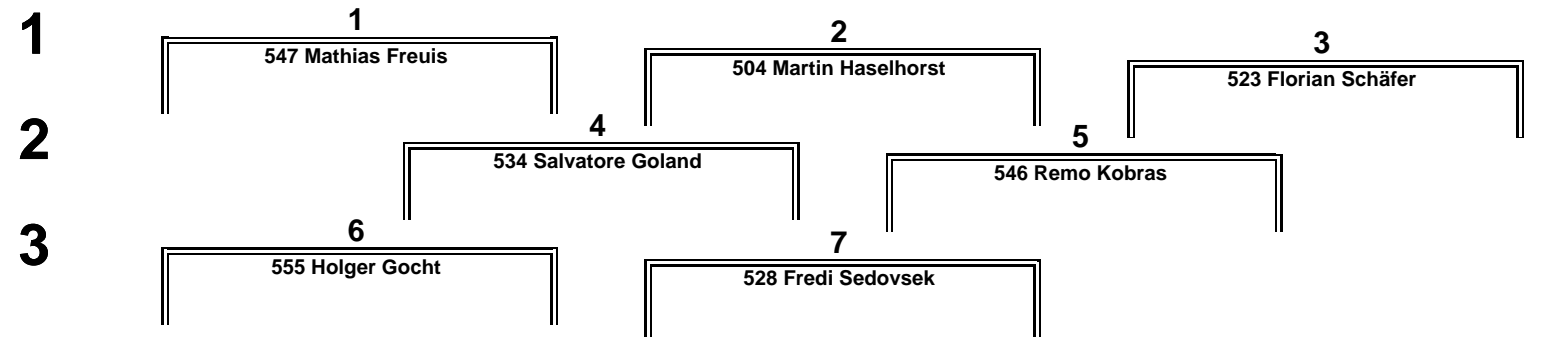 1
1
547 Mathias Freuis
2
504 Martin Haselhorst
3
523 Florian Schäfer
2
4
534 Salvatore Goland
5
546 Remo Kobras
3
6
555 Holger Gocht
7
528 Fredi Sedovsek